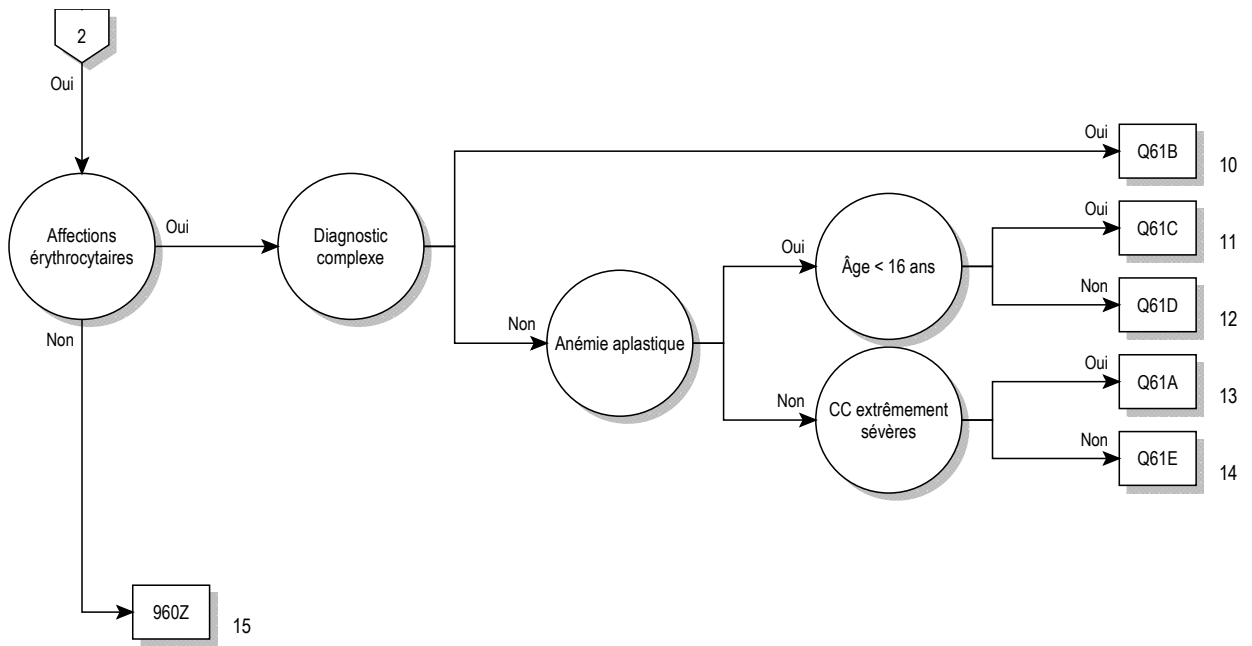 2
Oui
Affections
érythrocytaires
Oui
Diagnostic
complexe
Oui
Q61B
10
Non
Anémie aplastique
Oui
Âge < 16 ans
Oui
Q61C
11
Non
Q61D
12
Non
CC extrêmement
sévères
Oui
Q61A
13
Non
Q61E
14
Non
960Z
15